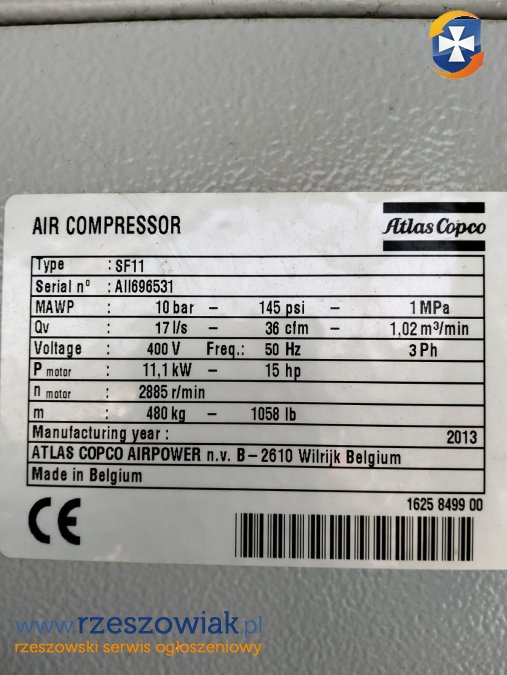 AIR COMPRESSOR
Atlas Copco
Type : SF11
Serial nº : AII696531
MAWP : 10 bar – 145 psi – 1 MPa
Qv : 17 l/s – 36 cfm – 1,02 m³/min
Voltage : 400 V Freq.: 50 Hz 3 Ph
P motor : 11,1 kW – 15 hp
n motor : 2885 r/min
m : 480 kg – 1058 lb
Manufacturing year : 2013
ATLAS COPCO AIRPOWER n.v. B – 2610 Wilrijk Belgium
Made in Belgium
CE
1625 8499 00
www.rzeszowiak.pl
rzeszowski serwis ogłoszeniowy